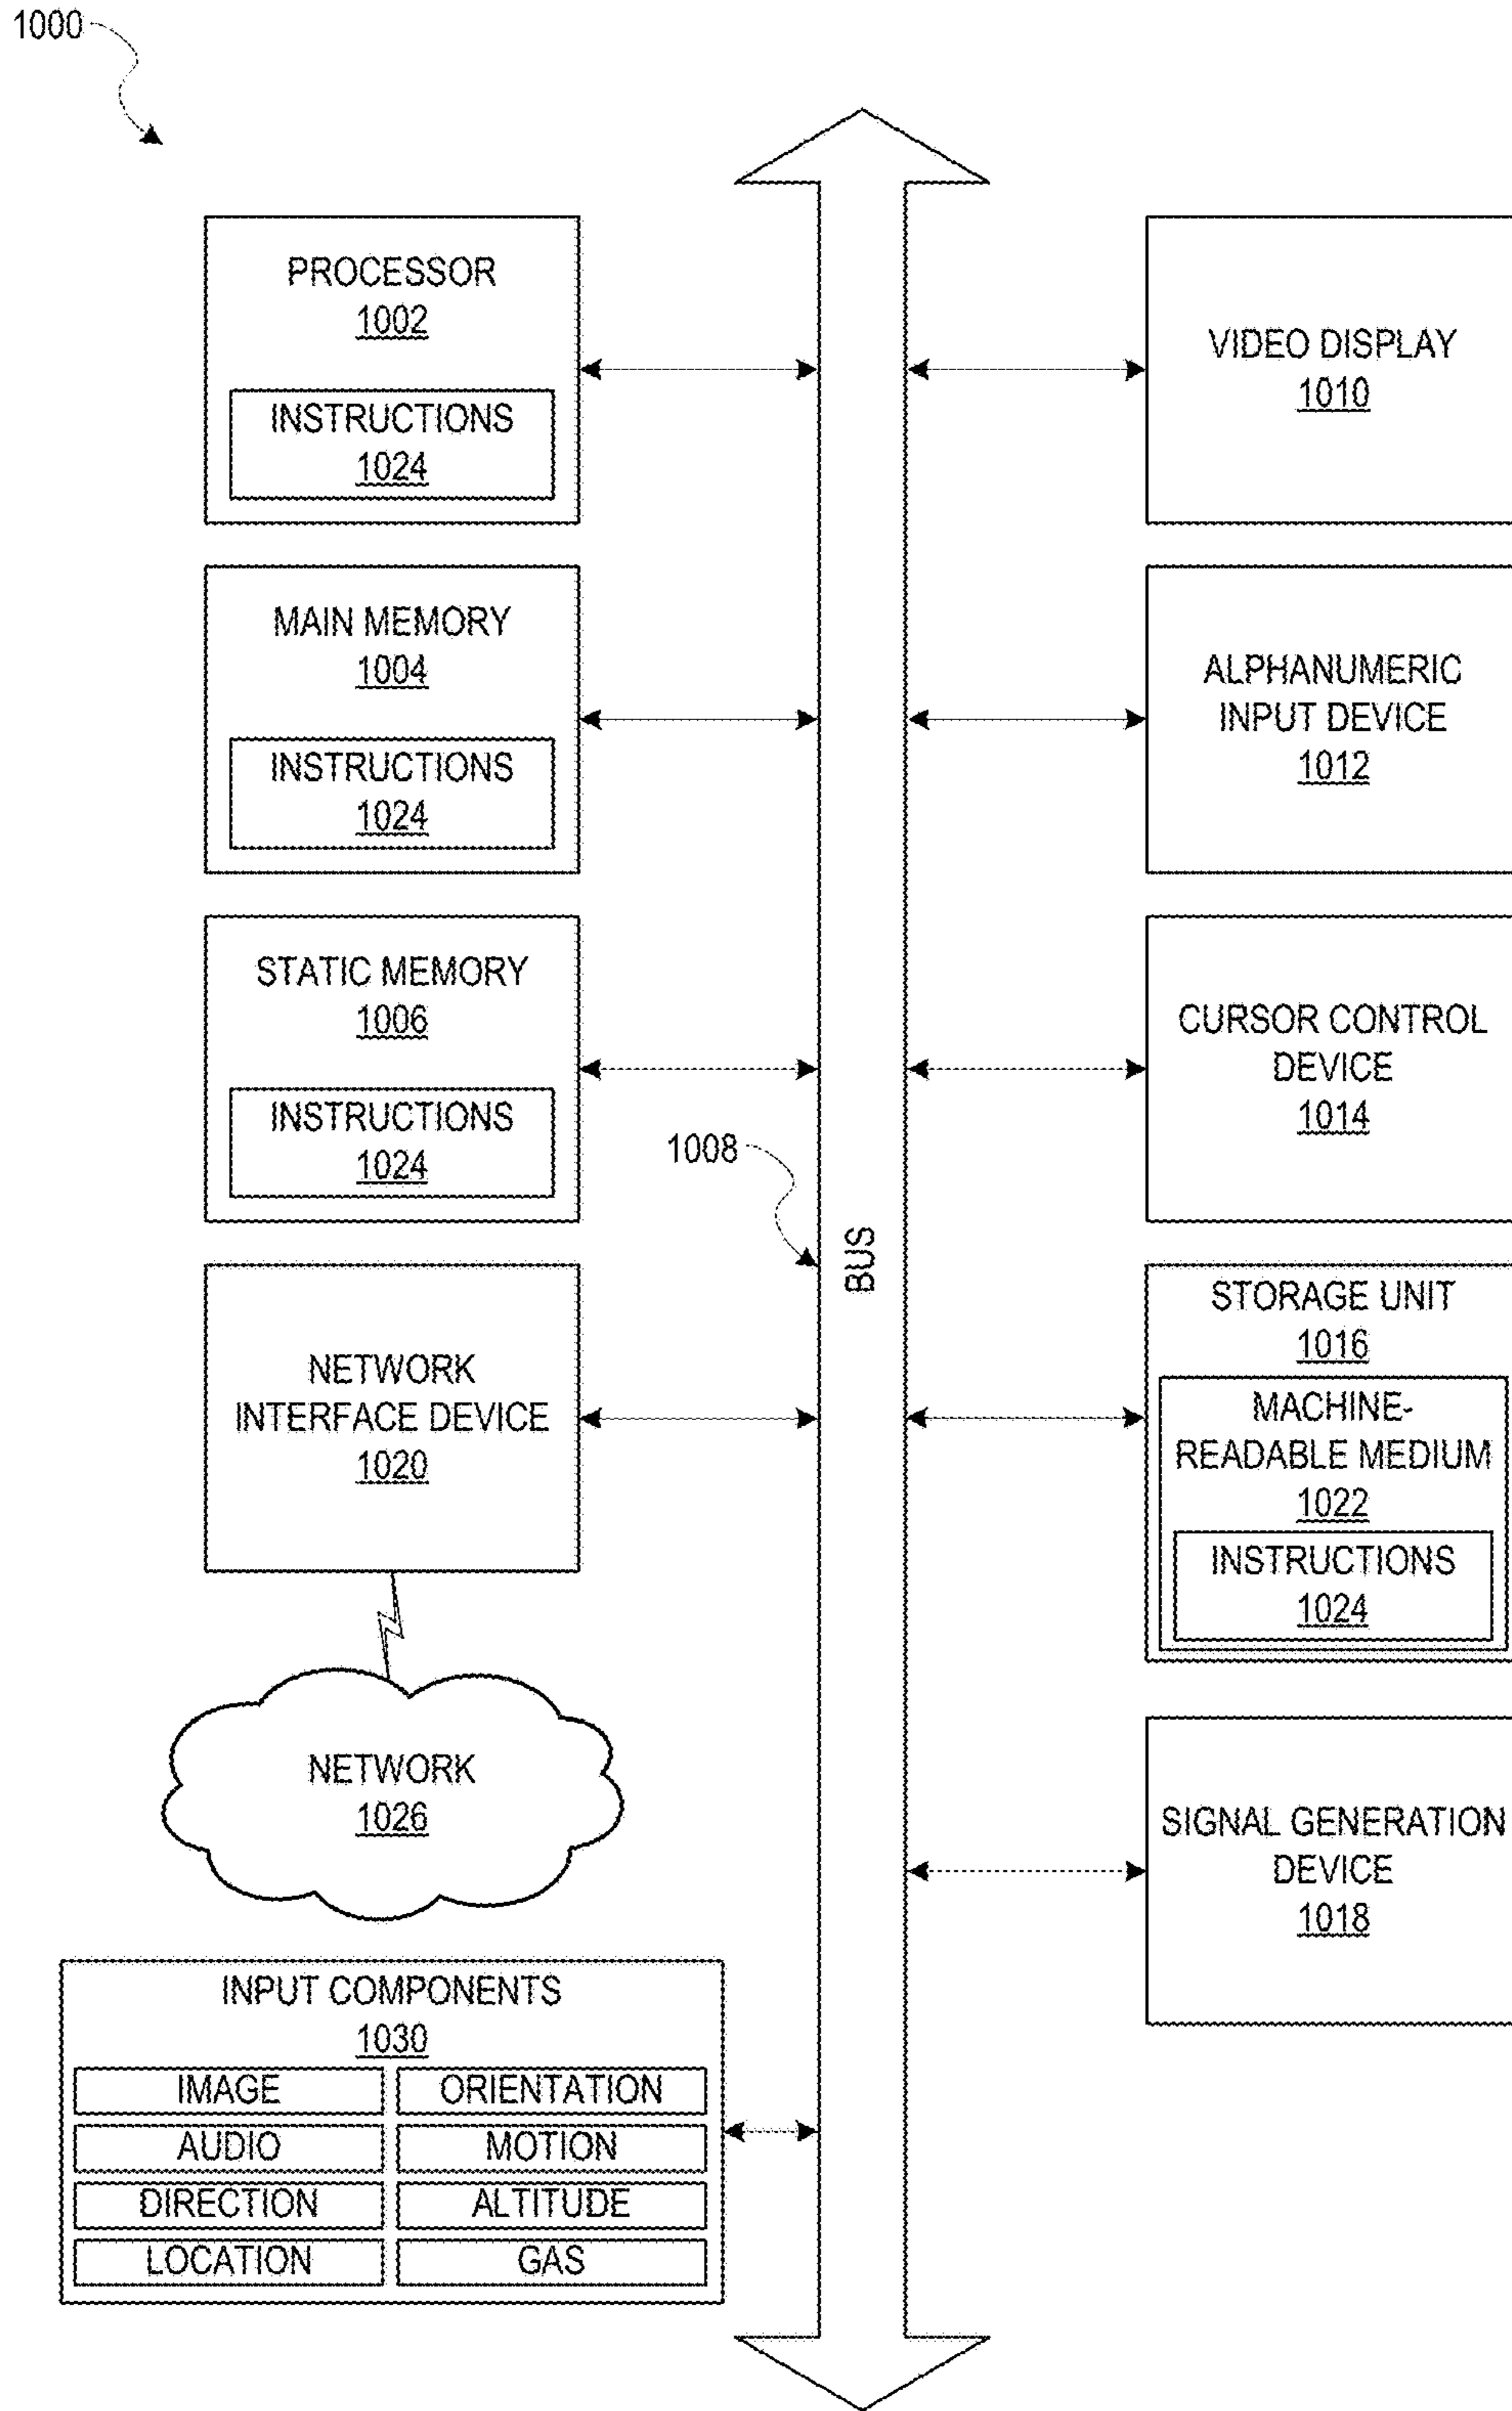 1000
PROCESSOR
1002
INSTRUCTIONS
1024
MAIN MEMORY
1004
INSTRUCTIONS
1024
STATIC MEMORY
1006
INSTRUCTIONS
1024
NETWORK
INTERFACE DEVICE
1020
NETWORK
1026
INPUT COMPONENTS
1030
IMAGE
ORIENTATION
AUDIO
MOTION
DIRECTION
ALTITUDE
LOCATION
GAS
1008
BUS
VIDEO DISPLAY
1010
ALPHANUMERIC
INPUT DEVICE
1012
CURSOR CONTROL
DEVICE
1014
STORAGE UNIT
1016
MACHINE-
READABLE MEDIUM
1022
INSTRUCTIONS
1024
SIGNAL GENERATION
DEVICE
1018